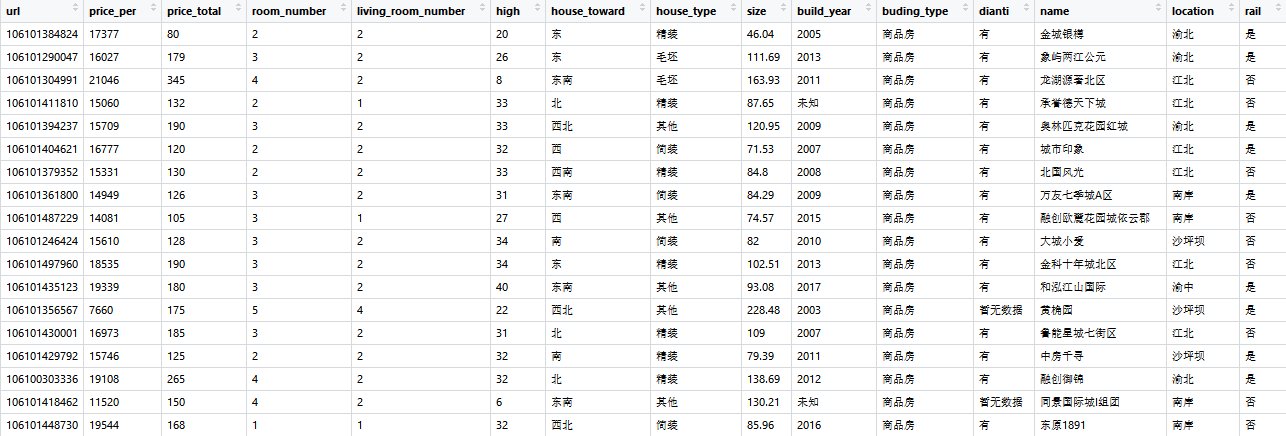 url price_per price_total room_number living_room_number high house_toward house_type size build_year buding_type dianti name location rail
106101384824 17377 80 2 2 20 东 精装 46.04 2005 商品房 有 金城银樽 渝北 是
106101290047 16027 179 3 2 26 东 毛坯 111.69 2013 商品房 有 象屿两江公元 渝北 是
106101304991 21046 345 4 2 8 东南 毛坯 163.93 2011 商品房 有 龙湖源著北区 江北 否
106101411810 15060 132 2 1 33 北 精装 87.65 未知 商品房 有 承誉德天下城 江北 否
106101394237 15709 190 3 2 33 西北 其他 120.95 2009 商品房 有 奥林匹克花园红城 渝北 是
106101404621 16777 120 2 2 32 西 简装 71.53 2007 商品房 有 城市印象 江北 是
106101379352 15331 130 2 2 33 西南 精装 84.8 2008 商品房 有 北国风光 江北 否
106101361800 14949 126 3 2 31 东南 简装 84.29 2009 商品房 有 万友七季城A区 南岸 是
106101487229 14081 105 3 1 27 西 其他 74.57 2015 商品房 有 融创欧麓花园城依云郡 南岸 否
106101246424 15610 128 3 2 34 南 简装 82 2010 商品房 有 大城小爱 沙坪坝 否
106101497960 18535 190 3 2 34 东 精装 102.51 2013 商品房 有 金科十年城北区 江北 否
106101435123 19339 180 3 2 40 东南 其他 93.08 2017 商品房 有 和泓江山国际 渝中 是
106101356567 7660 175 5 4 22 西北 其他 228.48 2003 商品房 暂无数据 黄桷园 沙坪坝 是
106101430001 16973 185 3 2 31 北 精装 109 2007 商品房 有 鲁能星城七街区 江北 否
106101429792 15746 125 2 2 32 南 精装 79.39 2011 商品房 有 中房千寻 沙坪坝 是
106100303336 19108 265 4 2 32 北 精装 138.69 2012 商品房 有 融创御锦 渝北 是
106101418462 11520 150 4 2 6 东南 其他 130.21 未知 商品房 暂无数据 同景国际城I组团 南岸 否
106101448730 19544 168 1 1 32 西北 简装 85.96 2016 商品房 有 东原1891 南岸 否